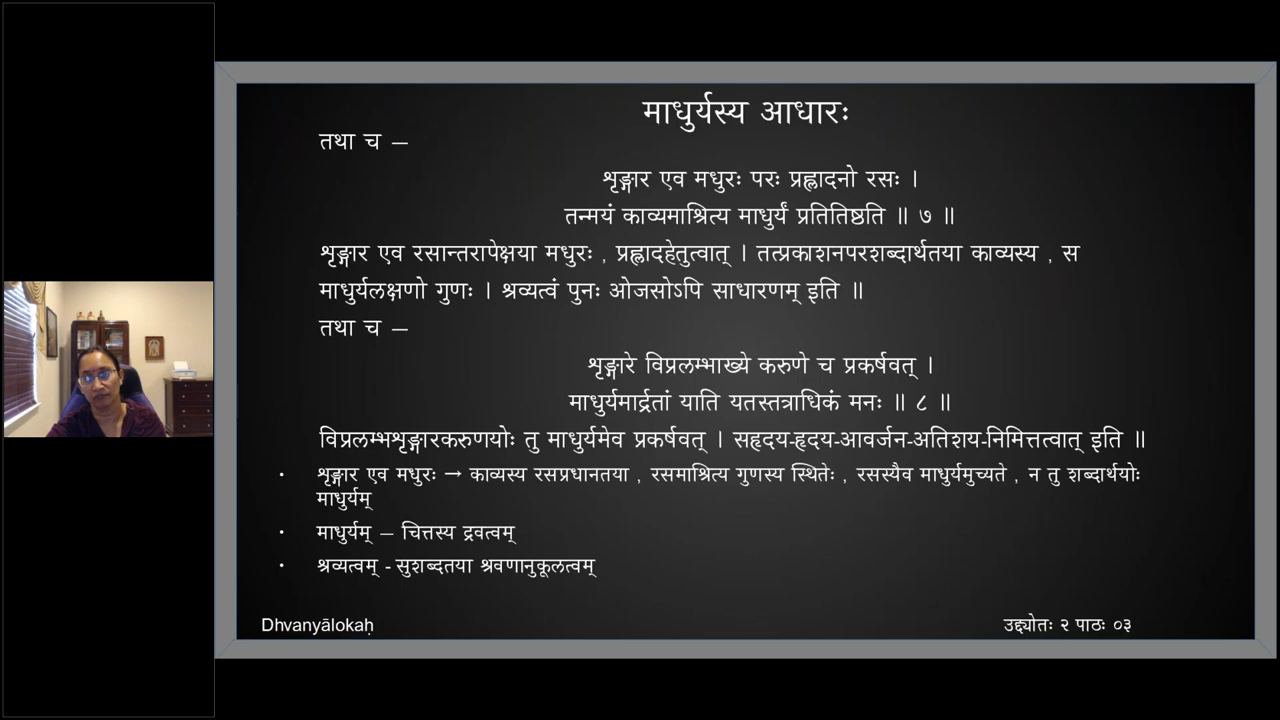 माधुर्यस्य आधारः
तथा च –
शृङ्गार एव मधुरः परः प्रह्लादनो रसः ।
तन्मयं काव्यमाश्रित्य माधुर्यं प्रतितिष्ठति ॥ ७ ॥
शृङ्गार एव रसान्तरापेक्षया मधुरः , प्रह्लादहेतुत्वात् । तत्प्रकाशनपरशब्दार्थतया काव्यस्य , स
माधुर्यलक्षणो गुणः । श्रव्यत्वं पुनः ओजसोऽपि साधारणम् इति ॥
तथा च –
शृङ्गारे विप्रलम्भाख्ये करुणे च प्रकर्षवत् ।
माधुर्यमार्द्रतां याति यतस्तत्राधिकं मनः ॥ ८ ॥
विप्रलम्भशृङ्गारकरुणयोः तु माधुर्यमेव प्रकर्षवत् । सहृदय-हृदय-आवर्जन-अतिशय-निमित्तत्वात् इति ॥
• शृङ्गार एव मधुरः → काव्यस्य रसप्रधानतया , रसमाश्रित्य गुणस्य स्थितेः , रसस्यैव माधुर्यमुच्यते , न तु शब्दार्थयोः
माधुर्यम्
• माधुर्यम् – चित्तस्य द्रवत्वम्
• श्रव्यत्वम् - सुशब्दतया श्रवणानुकूलत्वम्
Dhvanyālokaḥ उद्द्योतः २ पाठः ०३